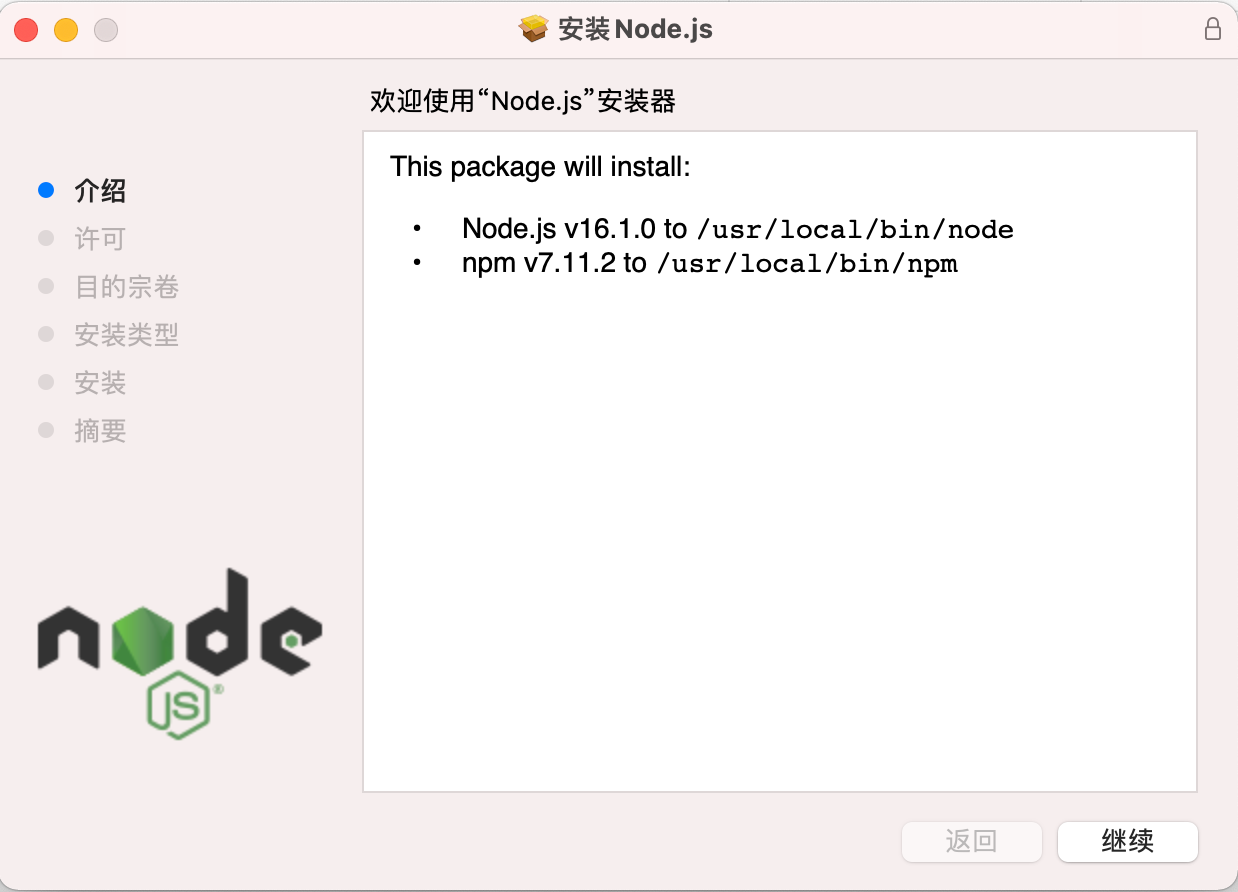 安装 Node.js
欢迎使用“Node.js”安装器
介绍
许可
目的宗卷
安装类型
安装
摘要
This package will install:
• Node.js v16.1.0 to /usr/local/bin/node
• npm v7.11.2 to /usr/local/bin/npm
node
JS®
返回
继续